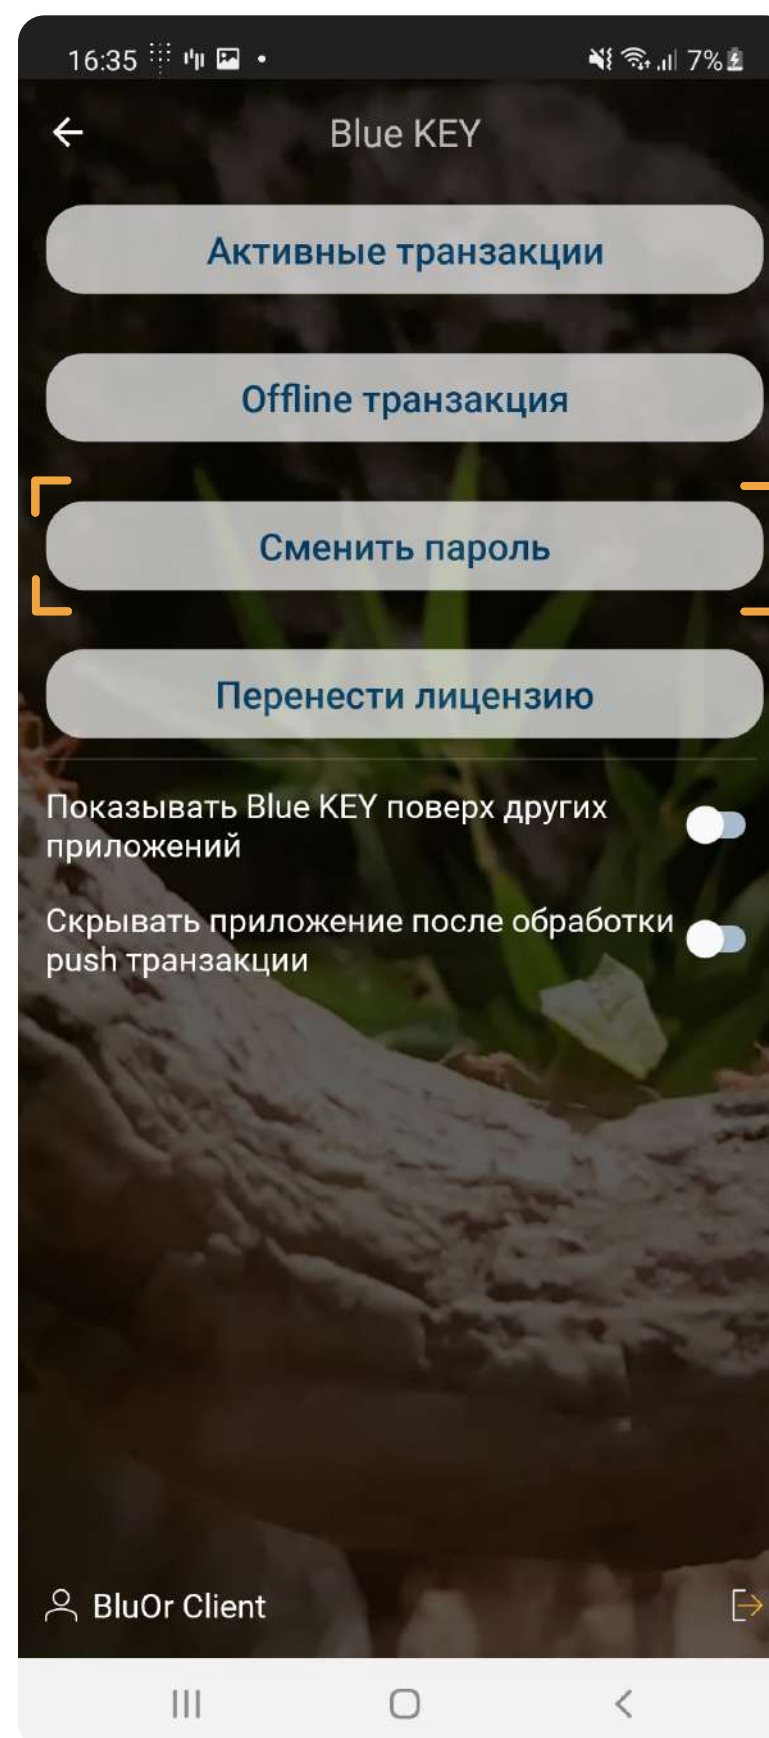 16:35 7%
Blue KEY
Активные транзакции
Offline транзакция
Сменить пароль
Перенести лицензию
Показывать Blue KEY поверх других
приложений
Скрывать приложение после обработки
push транзакции
BluOr Client